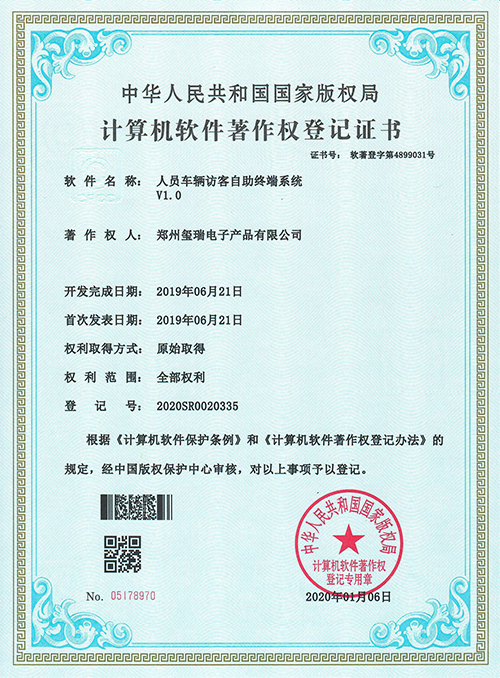 中华人民共和国国家版权局
计算机软件著作权登记证书
证书号： 软著登字第4899031号
软件名称： 人员车辆访客自助终端系统
V1.0
著作权人： 郑州玺瑞电子产品有限公司
开发完成日期： 2019年06月21日
首次发表日期： 2019年06月21日
权利取得方式： 原始取得
权利范围： 全部权利
登记号： 2020SR0020335
根据《计算机软件保护条例》和《计算机软件著作权登记办法》的
规定，经中国版权保护中心审核，对以上事项予以登记。
中华人民共和国国家版权局
计算机软件著作权
登记专用章
No. 05178970
2020年01月06日